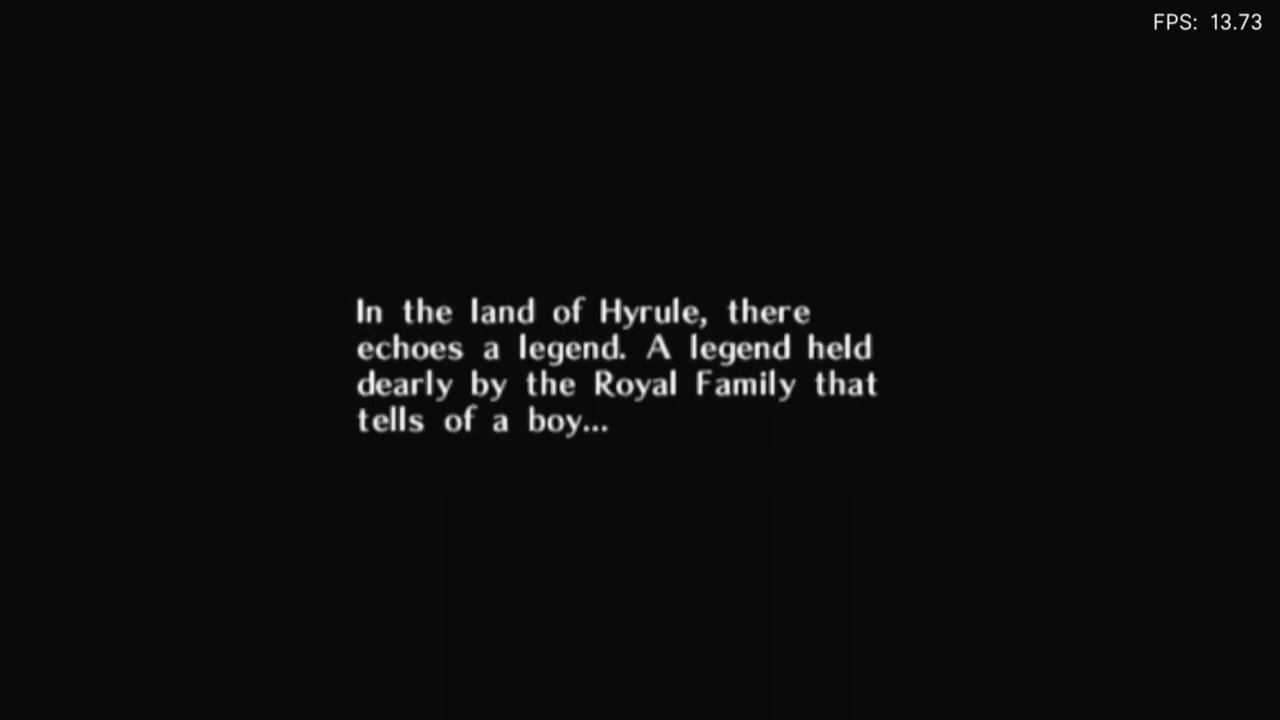 FPS: 13.73
In the land of Hyrule, there
echoes a legend. A legend held
dearly by the Royal Family that
tells of a boy...